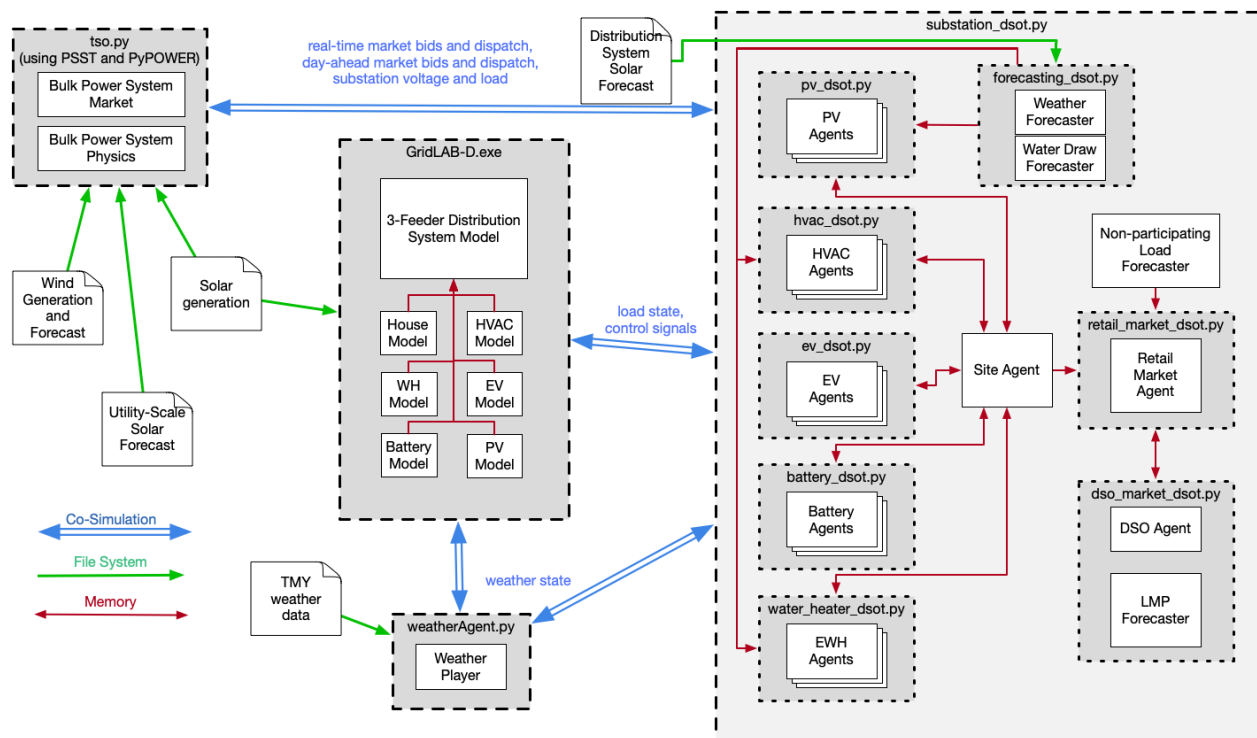 tso.py
(using PSST and PyPOWER)
Bulk Power System
Market
Bulk Power System
Physics
real-time market bids and dispatch,
day-ahead market bids and dispatch,
substation voltage and load
Distribution
System
Solar
Forecast
substation_dsot.py
forecasting_dsot.py
Weather
Forecaster
Water Draw
Forecaster
pv_dsot.py
PV
Agents
GridLAB-D.exe
3-Feeder Distribution
System Model
House
Model
HVAC
Model
WH
Model
EV
Model
Battery
Model
PV
Model
Wind
Generation
and
Forecast
Solar
generation
Utility-Scale
Solar
Forecast
load state,
control signals
hvac_dsot.py
HVAC
Agents
ev_dsot.py
EV
Agents
battery_dsot.py
Battery
Agents
water_heater_dsot.py
EWH
Agents
Site Agent
Non-participating
Load
Forecaster
retail_market_dsot.py
Retail
Market
Agent
dso_market_dsot.py
DSO Agent
LMP
Forecaster
Co-Simulation
File System
Memory
TMY
weather
data
weather state
weatherAgent.py
Weather
Player